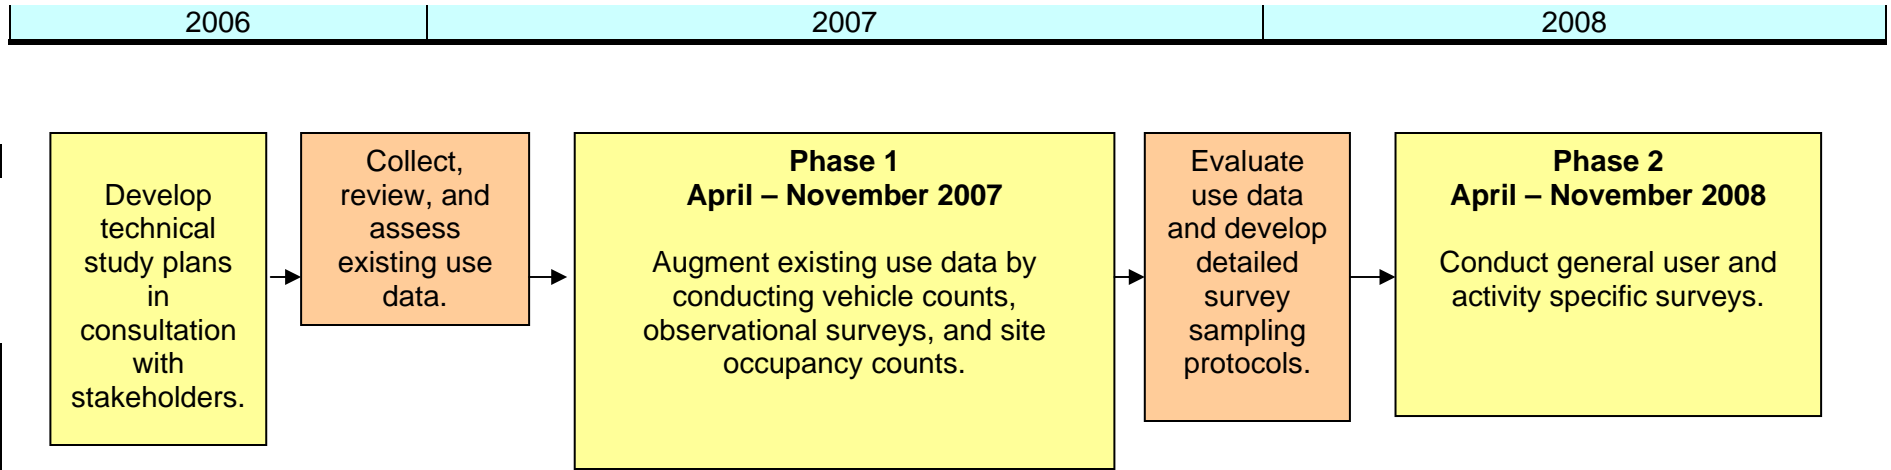 2006
2007
2008
Develop
technical
study plans
in
consultation
with
stakeholders.
Collect,
review, and
assess
existing use
data.
Phase 1
April – November 2007
Augment existing use data by
conducting vehicle counts,
observational surveys, and site
occupancy counts.
Evaluate
use data
and develop
detailed
survey
sampling
protocols.
Phase 2
April – November 2008
Conduct general user and
activity specific surveys.